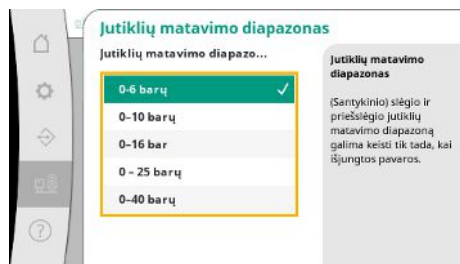 Jutiklių matavimo diapazonas
Jutiklių matavimo diapazo...
0-6 barų
0–10 barų
0–16 bar
0 – 25 barų
0–40 barų
Jutiklių matavimo
diapazonas
(Santykinio) slėgio ir
priešslėgio jutiklių
matavimo diapazoną
galima keisti tik tada, kai
išjungtos pavaros.